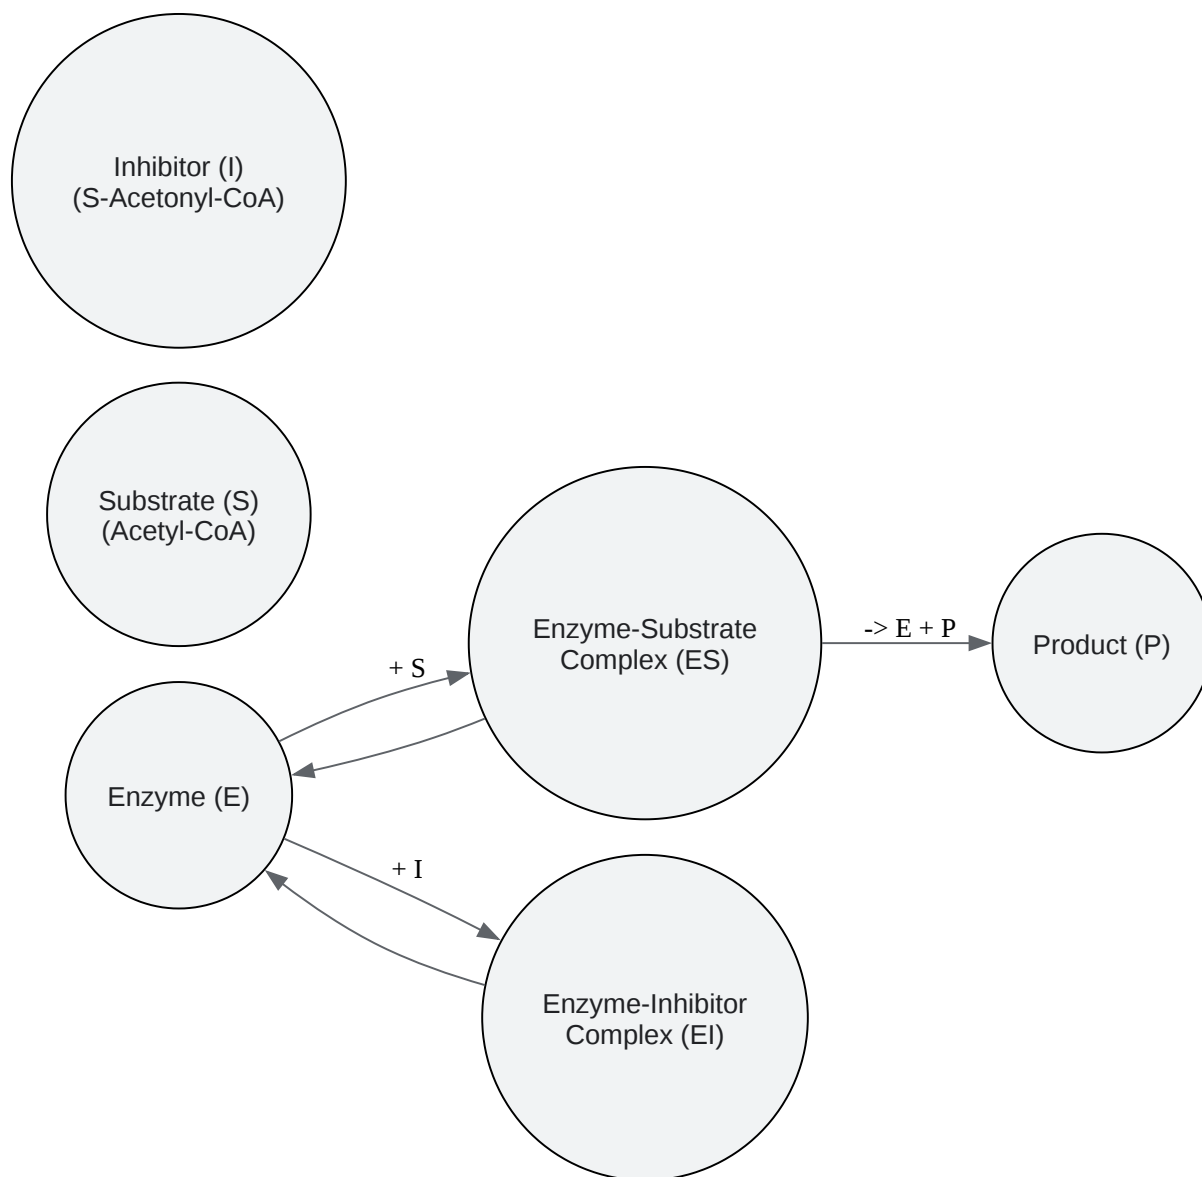 Inhibitor (I)
(S-Acetonyl-CoA)
Substrate (S)
(Acetyl-CoA)
Enzyme-Substrate
Complex (ES)
-> E + P
Product (P)
+ S
Enzyme (E)
+ I
Enzyme-Inhibitor
Complex (EI)